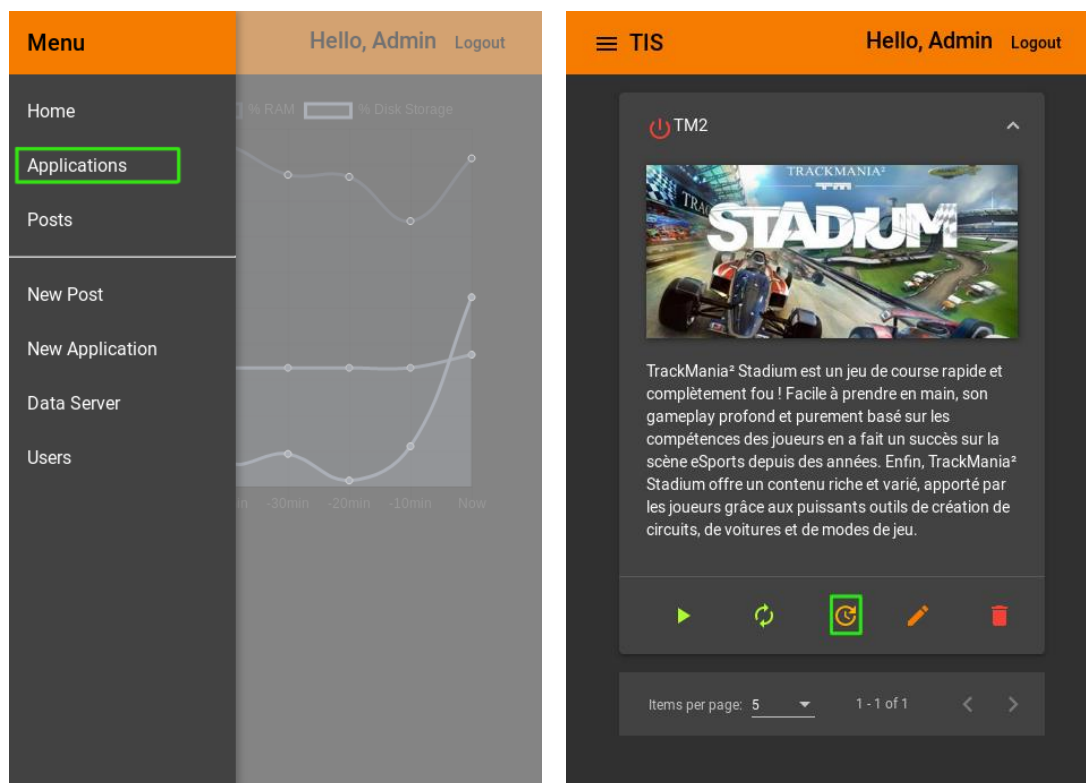 Menu
Hello, Admin Logout
Home
Applications
Posts
New Post
New Application
Data Server
Users
% RAM % Disk Storage
-30min -20min -10min Now
TIS
Hello, Admin Logout
TM2
TRACKMANIA²
TM
STADIUM
TrackMania² Stadium est un jeu de course rapide et
complètement fou ! Facile à prendre en main, son
gameplay profond et purement basé sur les
compétences des joueurs en a fait un succès sur la
scène eSports depuis des années. Enfin, TrackMania²
Stadium offre un contenu riche et varié, apporté par
les joueurs grâce aux puissants outils de création de
circuits, de voitures et de modes de jeu.
Items per page: 5 1 - 1 of 1